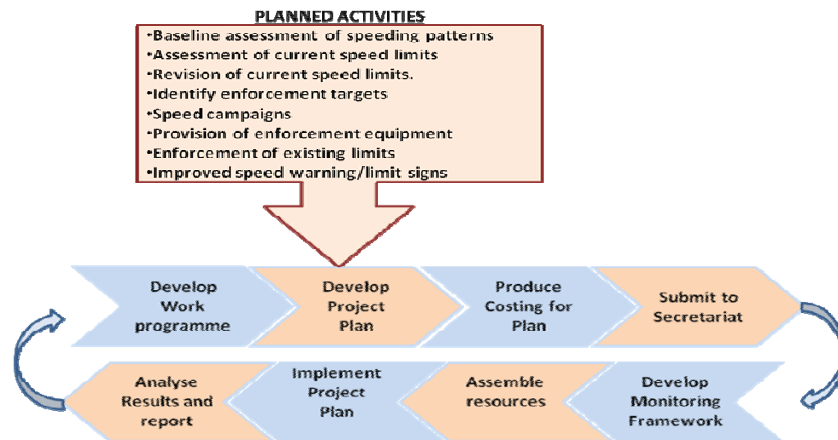 PLANNED ACTIVITIES
•Baseline assessment of speeding patterns
•Assessment of current speed limits
•Revision of current speed limits.
•Identify enforcement targets
•Speed campaigns
•Provision of enforcement equipment
•Enforcement of existing limits
•Improved speed warning/limit signs
Develop
Work
programme
Develop
Project
Plan
Produce
Costing for
Plan
Submit to
Secretariat
Develop
Monitoring
Framework
Assemble
resources
Implement
Project
Plan
Analyse
Results and
report